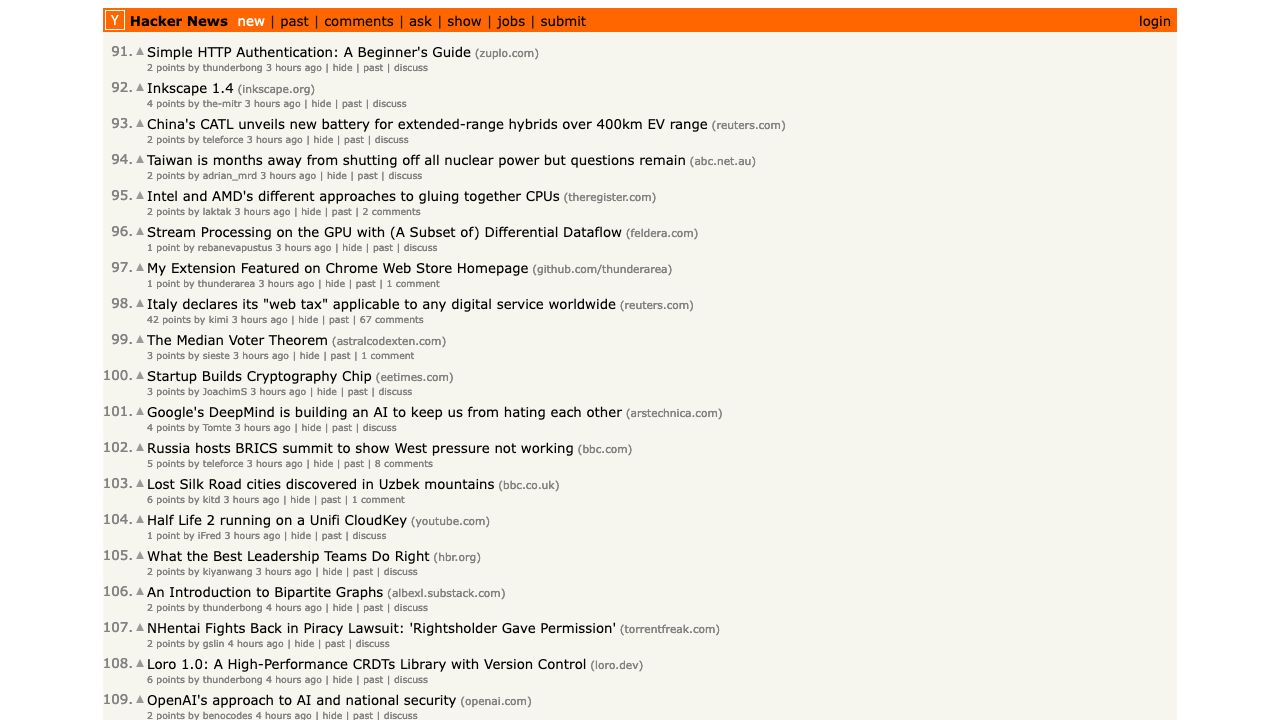 Y Hacker News new | past | comments | ask | show | jobs | submit login
91. Simple HTTP Authentication: A Beginner's Guide (zuplo.com)
2 points by thunderbong 3 hours ago | hide | past | discuss
92. Inkscape 1.4 (inkscape.org)
4 points by the-mitr 3 hours ago | hide | past | discuss
93. China's CATL unveils new battery for extended-range hybrids over 400km EV range (reuters.com)
2 points by teleforce 3 hours ago | hide | past | discuss
94. Taiwan is months away from shutting off all nuclear power but questions remain (abc.net.au)
2 points by adrian_mrd 3 hours ago | hide | past | discuss
95. Intel and AMD's different approaches to gluing together CPUs (theregister.com)
2 points by laktak 3 hours ago | hide | past | 2 comments
96. Stream Processing on the GPU with (A Subset of) Differential Dataflow (feldera.com)
1 point by rebanevapustus 3 hours ago | hide | past | discuss
97. My Extension Featured on Chrome Web Store Homepage (github.com/thunderarea)
1 point by thunderarea 3 hours ago | hide | past | 1 comment
98. Italy declares its "web tax" applicable to any digital service worldwide (reuters.com)
42 points by kimi 3 hours ago | hide | past | 67 comments
99. The Median Voter Theorem (astralcodexten.com)
3 points by sieste 3 hours ago | hide | past | 1 comment
100. Startup Builds Cryptography Chip (eetimes.com)
3 points by JoachimS 3 hours ago | hide | past | discuss
101. Google's DeepMind is building an AI to keep us from hating each other (arstechnica.com)
4 points by Tomte 3 hours ago | hide | past | discuss
102. Russia hosts BRICS summit to show West pressure not working (bbc.com)
5 points by teleforce 3 hours ago | hide | past | 8 comments
103. Lost Silk Road cities discovered in Uzbek mountains (bbc.co.uk)
6 points by kitd 3 hours ago | hide | past | 1 comment
104. Half Life 2 running on a Unifi CloudKey (youtube.com)
1 point by iFred 3 hours ago | hide | past | discuss
105. What the Best Leadership Teams Do Right (hbr.org)
2 points by kiyanwang 3 hours ago | hide | past | discuss
106. An Introduction to Bipartite Graphs (albexl.substack.com)
2 points by thunderbong 4 hours ago | hide | past | discuss
107. NHentai Fights Back in Piracy Lawsuit: 'Rightsholder Gave Permission' (torrentfreak.com)
2 points by gslin 4 hours ago | hide | past | discuss
108. Loro 1.0: A High-Performance CRDTs Library with Version Control (loro.dev)
6 points by thunderbong 4 hours ago | hide | past | discuss
109. OpenAI's approach to AI and national security (openai.com)
2 points by benocodes 4 hours ago | hide | past | discuss